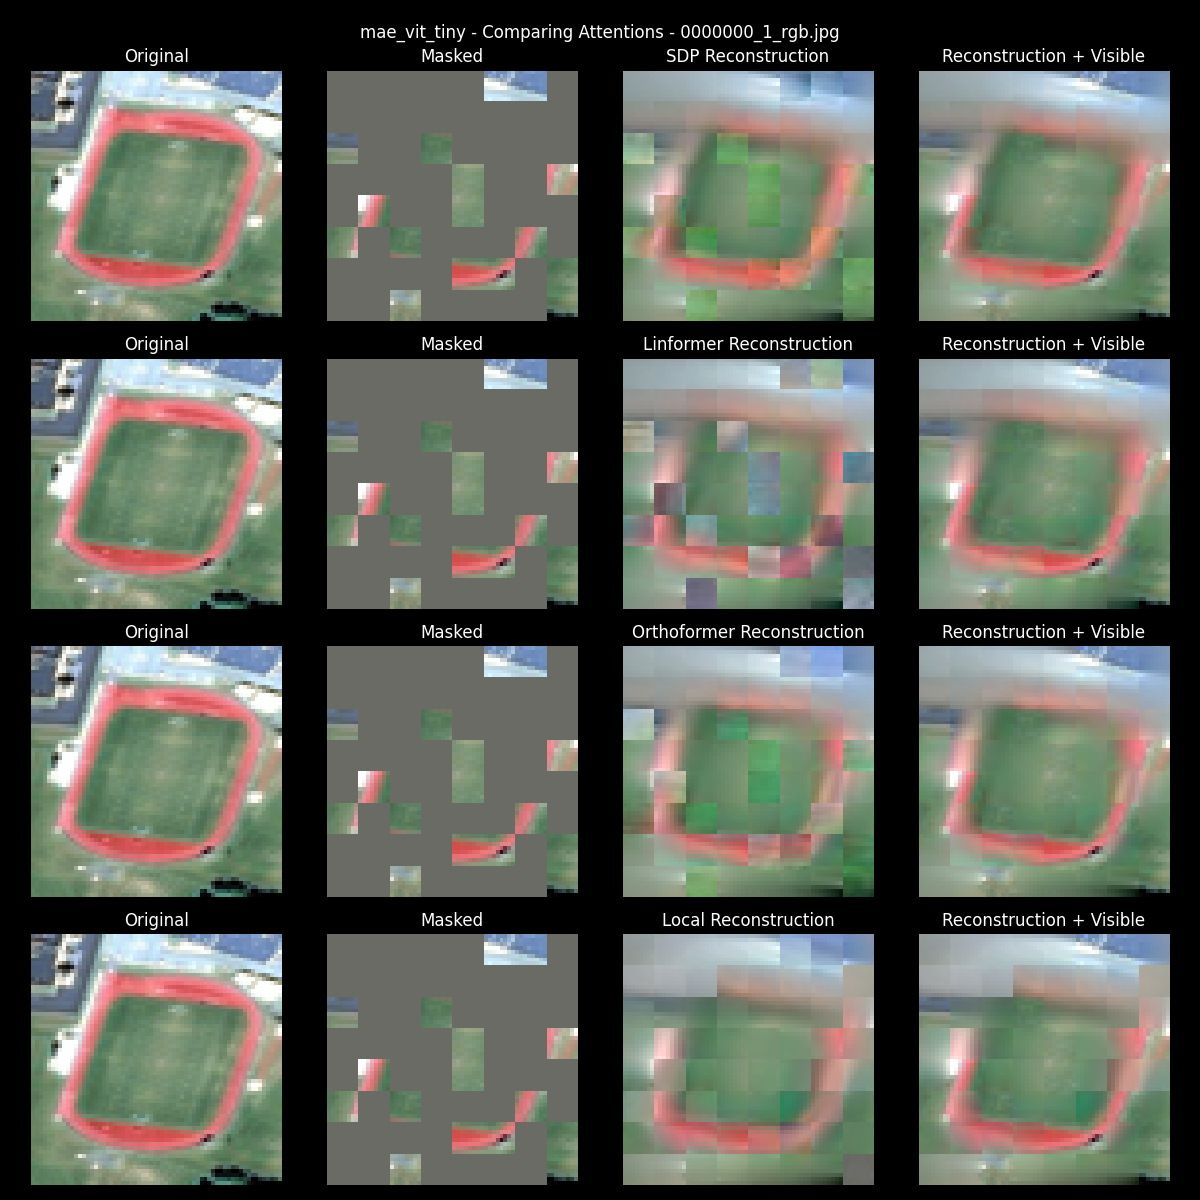 mae_vit_tiny - Comparing Attentions - 0000000_1_rgb.jpg
Original Masked SDP Reconstruction Reconstruction + Visible
Original Masked Linformer Reconstruction Reconstruction + Visible
Original Masked Orthoformer Reconstruction Reconstruction + Visible
Original Masked Local Reconstruction Reconstruction + Visible